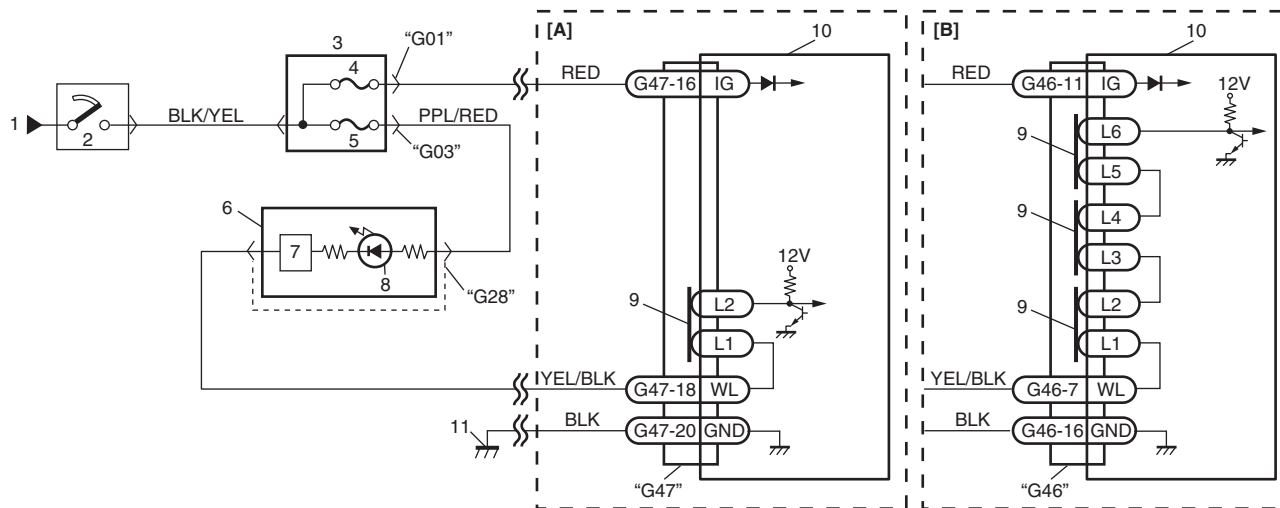 [A]
[B]
3
"G01"
10
10
4
RED
G47-16 IG
RED
G46-11 IG
12V
1
2
BLK/YEL
5
PPL/RED
"G03"
9
L6
L5
6
7
8
"G28"
9
L4
L3
12V
9
L2
L1
9
L2
L1
YEL/BLK
G47-18 WL
YEL/BLK
G46-7 WL
11
BLK
G47-20 GND
BLK
G46-16 GND
"G47"
"G46"